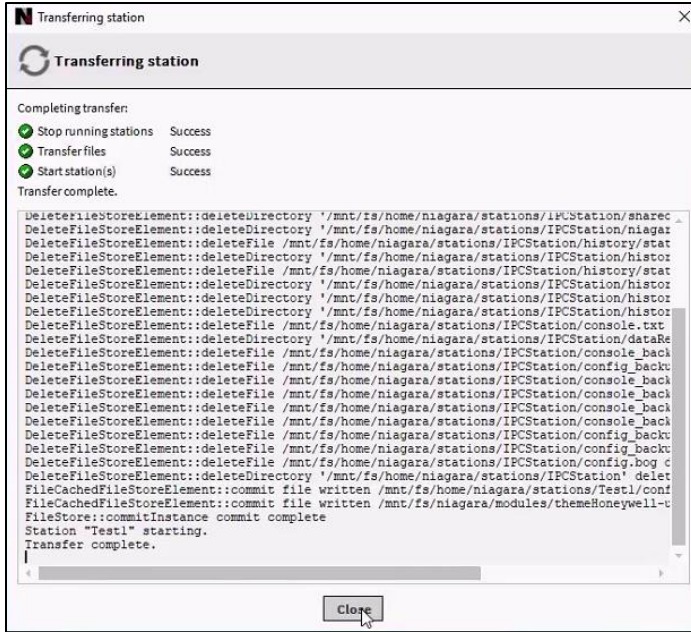 Transferring station
Transferring station
Completing transfer:
Stop running stations Success
Transfer files Success
Start station(s) Success
Transfer complete.
DeleteFileStoreElement::deleteDirectory '/mnt/fs/home/niagara/stations/IPCStation/shared
DeleteFileStoreElement::deleteDirectory '/mnt/fs/home/niagara/stations/IPCStation/niagar
DeleteFileStoreElement::deleteFile /mnt/fs/home/niagara/stations/IPCStation/history/stat
DeleteFileStoreElement::deleteDirectory '/mnt/fs/home/niagara/stations/IPCStation/histor
DeleteFileStoreElement::deleteFile /mnt/fs/home/niagara/stations/IPCStation/history/stat
DeleteFileStoreElement::deleteDirectory '/mnt/fs/home/niagara/stations/IPCStation/histor
DeleteFileStoreElement::deleteDirectory '/mnt/fs/home/niagara/stations/IPCStation/histor
DeleteFileStoreElement::deleteDirectory '/mnt/fs/home/niagara/stations/IPCStation/histor
DeleteFileStoreElement::deleteFile /mnt/fs/home/niagara/stations/IPCStation/console.txt
DeleteFileStoreElement::deleteDirectory '/mnt/fs/home/niagara/stations/IPCStation/dataRe
DeleteFileStoreElement::deleteFile /mnt/fs/home/niagara/stations/IPCStation/console_back
DeleteFileStoreElement::deleteFile /mnt/fs/home/niagara/stations/IPCStation/config_backu
DeleteFileStoreElement::deleteFile /mnt/fs/home/niagara/stations/IPCStation/console_back
DeleteFileStoreElement::deleteFile /mnt/fs/home/niagara/stations/IPCStation/config_backu
DeleteFileStoreElement::deleteFile /mnt/fs/home/niagara/stations/IPCStation/console_back
DeleteFileStoreElement::deleteFile /mnt/fs/home/niagara/stations/IPCStation/console_back
DeleteFileStoreElement::deleteFile /mnt/fs/home/niagara/stations/IPCStation/config_backu
DeleteFileStoreElement::deleteFile /mnt/fs/home/niagara/stations/IPCStation/config_backu
DeleteFileStoreElement::deleteFile /mnt/fs/home/niagara/stations/IPCStation/config.bog d
DeleteFileStoreElement::deleteDirectory '/mnt/fs/home/niagara/stations/IPCStation' delet
FileCachedFileStoreElement::commit file written /mnt/fs/home/niagara/stations/Test1/conf
FileCachedFileStoreElement::commit file written /mnt/fs/niagara/modules/themeHoneywell-u
FileStore::commitInstance commit complete
Station "Test1" starting.
Transfer complete.
Close